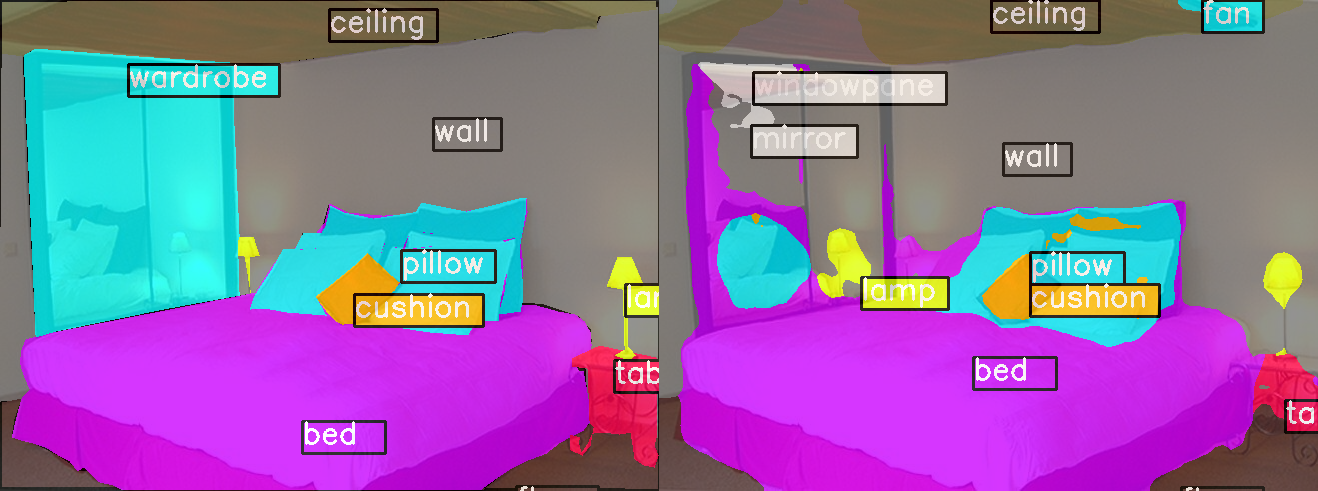 ceiling
wardrobe
wall
pillow
cushion
bed
ceiling
fan
windowpane
mirror
wall
pillow
lamp
cushion
bed